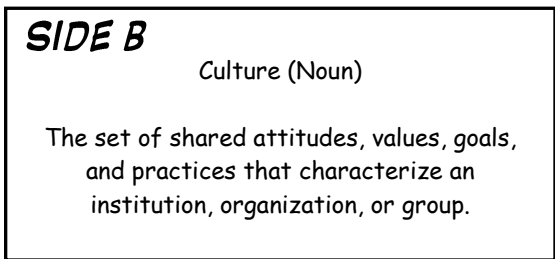 SIDE B
Culture (Noun)
The set of shared attitudes, values, goals,
and practices that characterize an
institution, organization, or group.